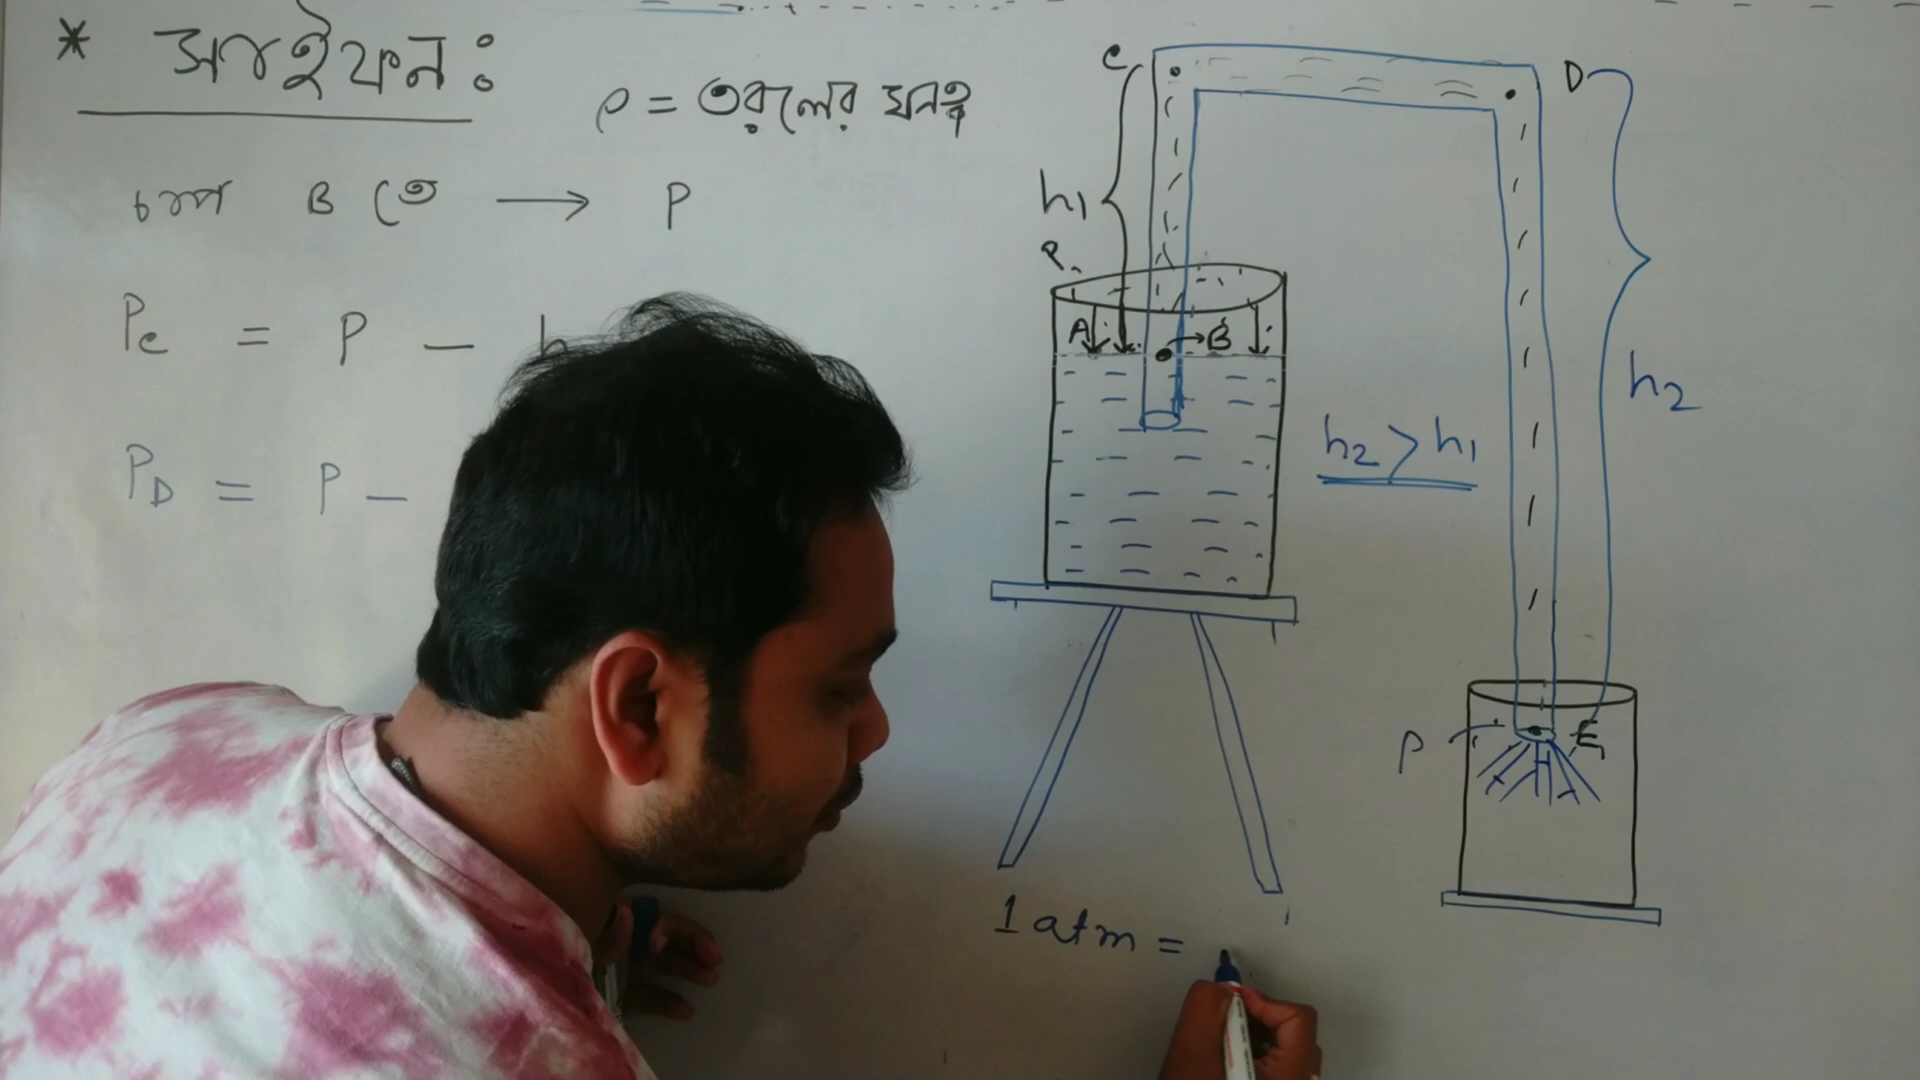 * সাইফন ঃ
ρ = তরলের ঘনত্ব
চাপ B তে → P
Pc = P – h
PD = P –
C
D
h1
P
A
B
h2
h2 > h1
P
E
1 atm =